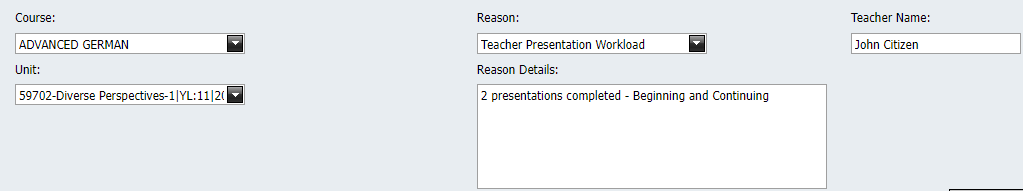 Course:
ADVANCED GERMAN
Unit:
59702-Diverse Perspectives-1|YL:11|2
Reason:
Teacher Presentation Workload
Reason Details:
2 presentations completed - Beginning and Continuing
Teacher Name:
John Citizen